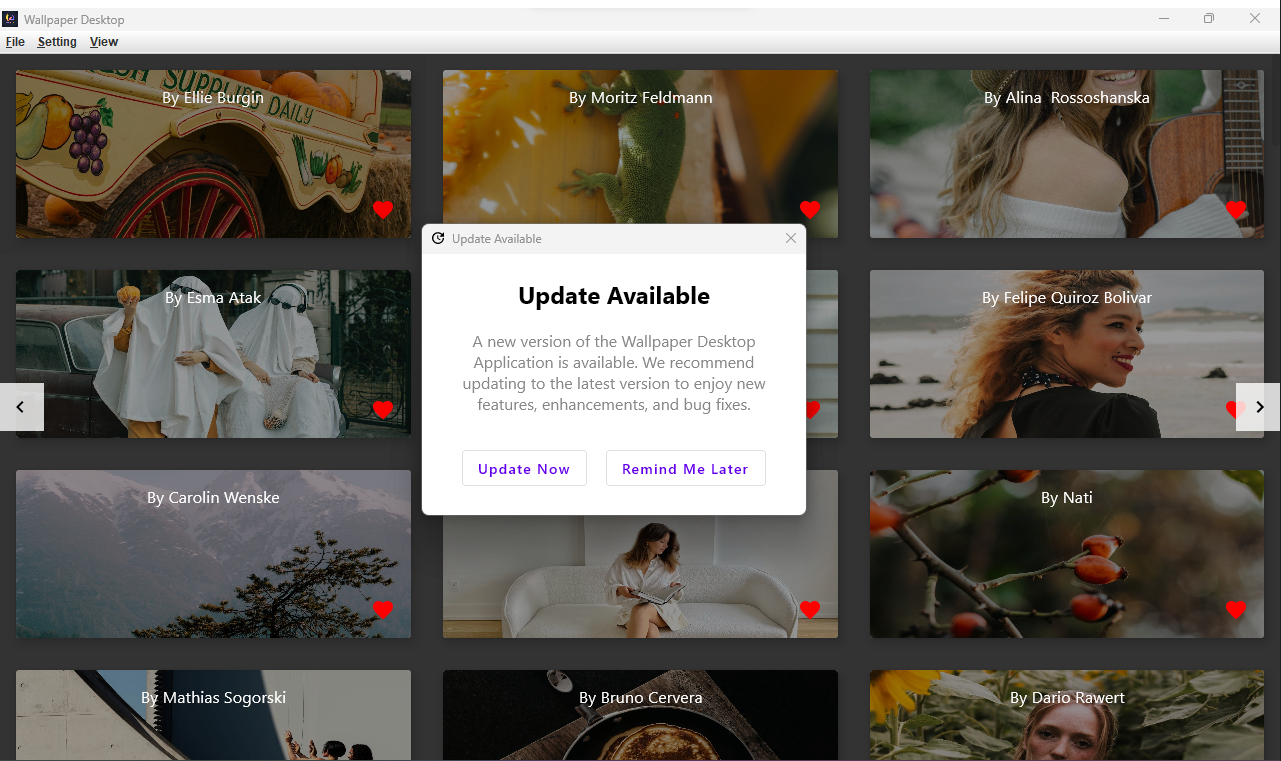 Wallpaper Desktop
File Setting View
FRESH SUPPLIES DAILY
By Ellie Burgin
By Moritz Feldmann
By Alina  Rossoshanska
Update Available
By Esma Atak
By Felipe Quiroz Bolivar
Update Available
A new version of the Wallpaper Desktop
Application is available. We recommend
updating to the latest version to enjoy new
features, enhancements, and bug fixes.
Update Now
Remind Me Later
By Carolin Wenske
By Nati
By Mathias Sogorski
By Bruno Cervera
By Dario Rawert